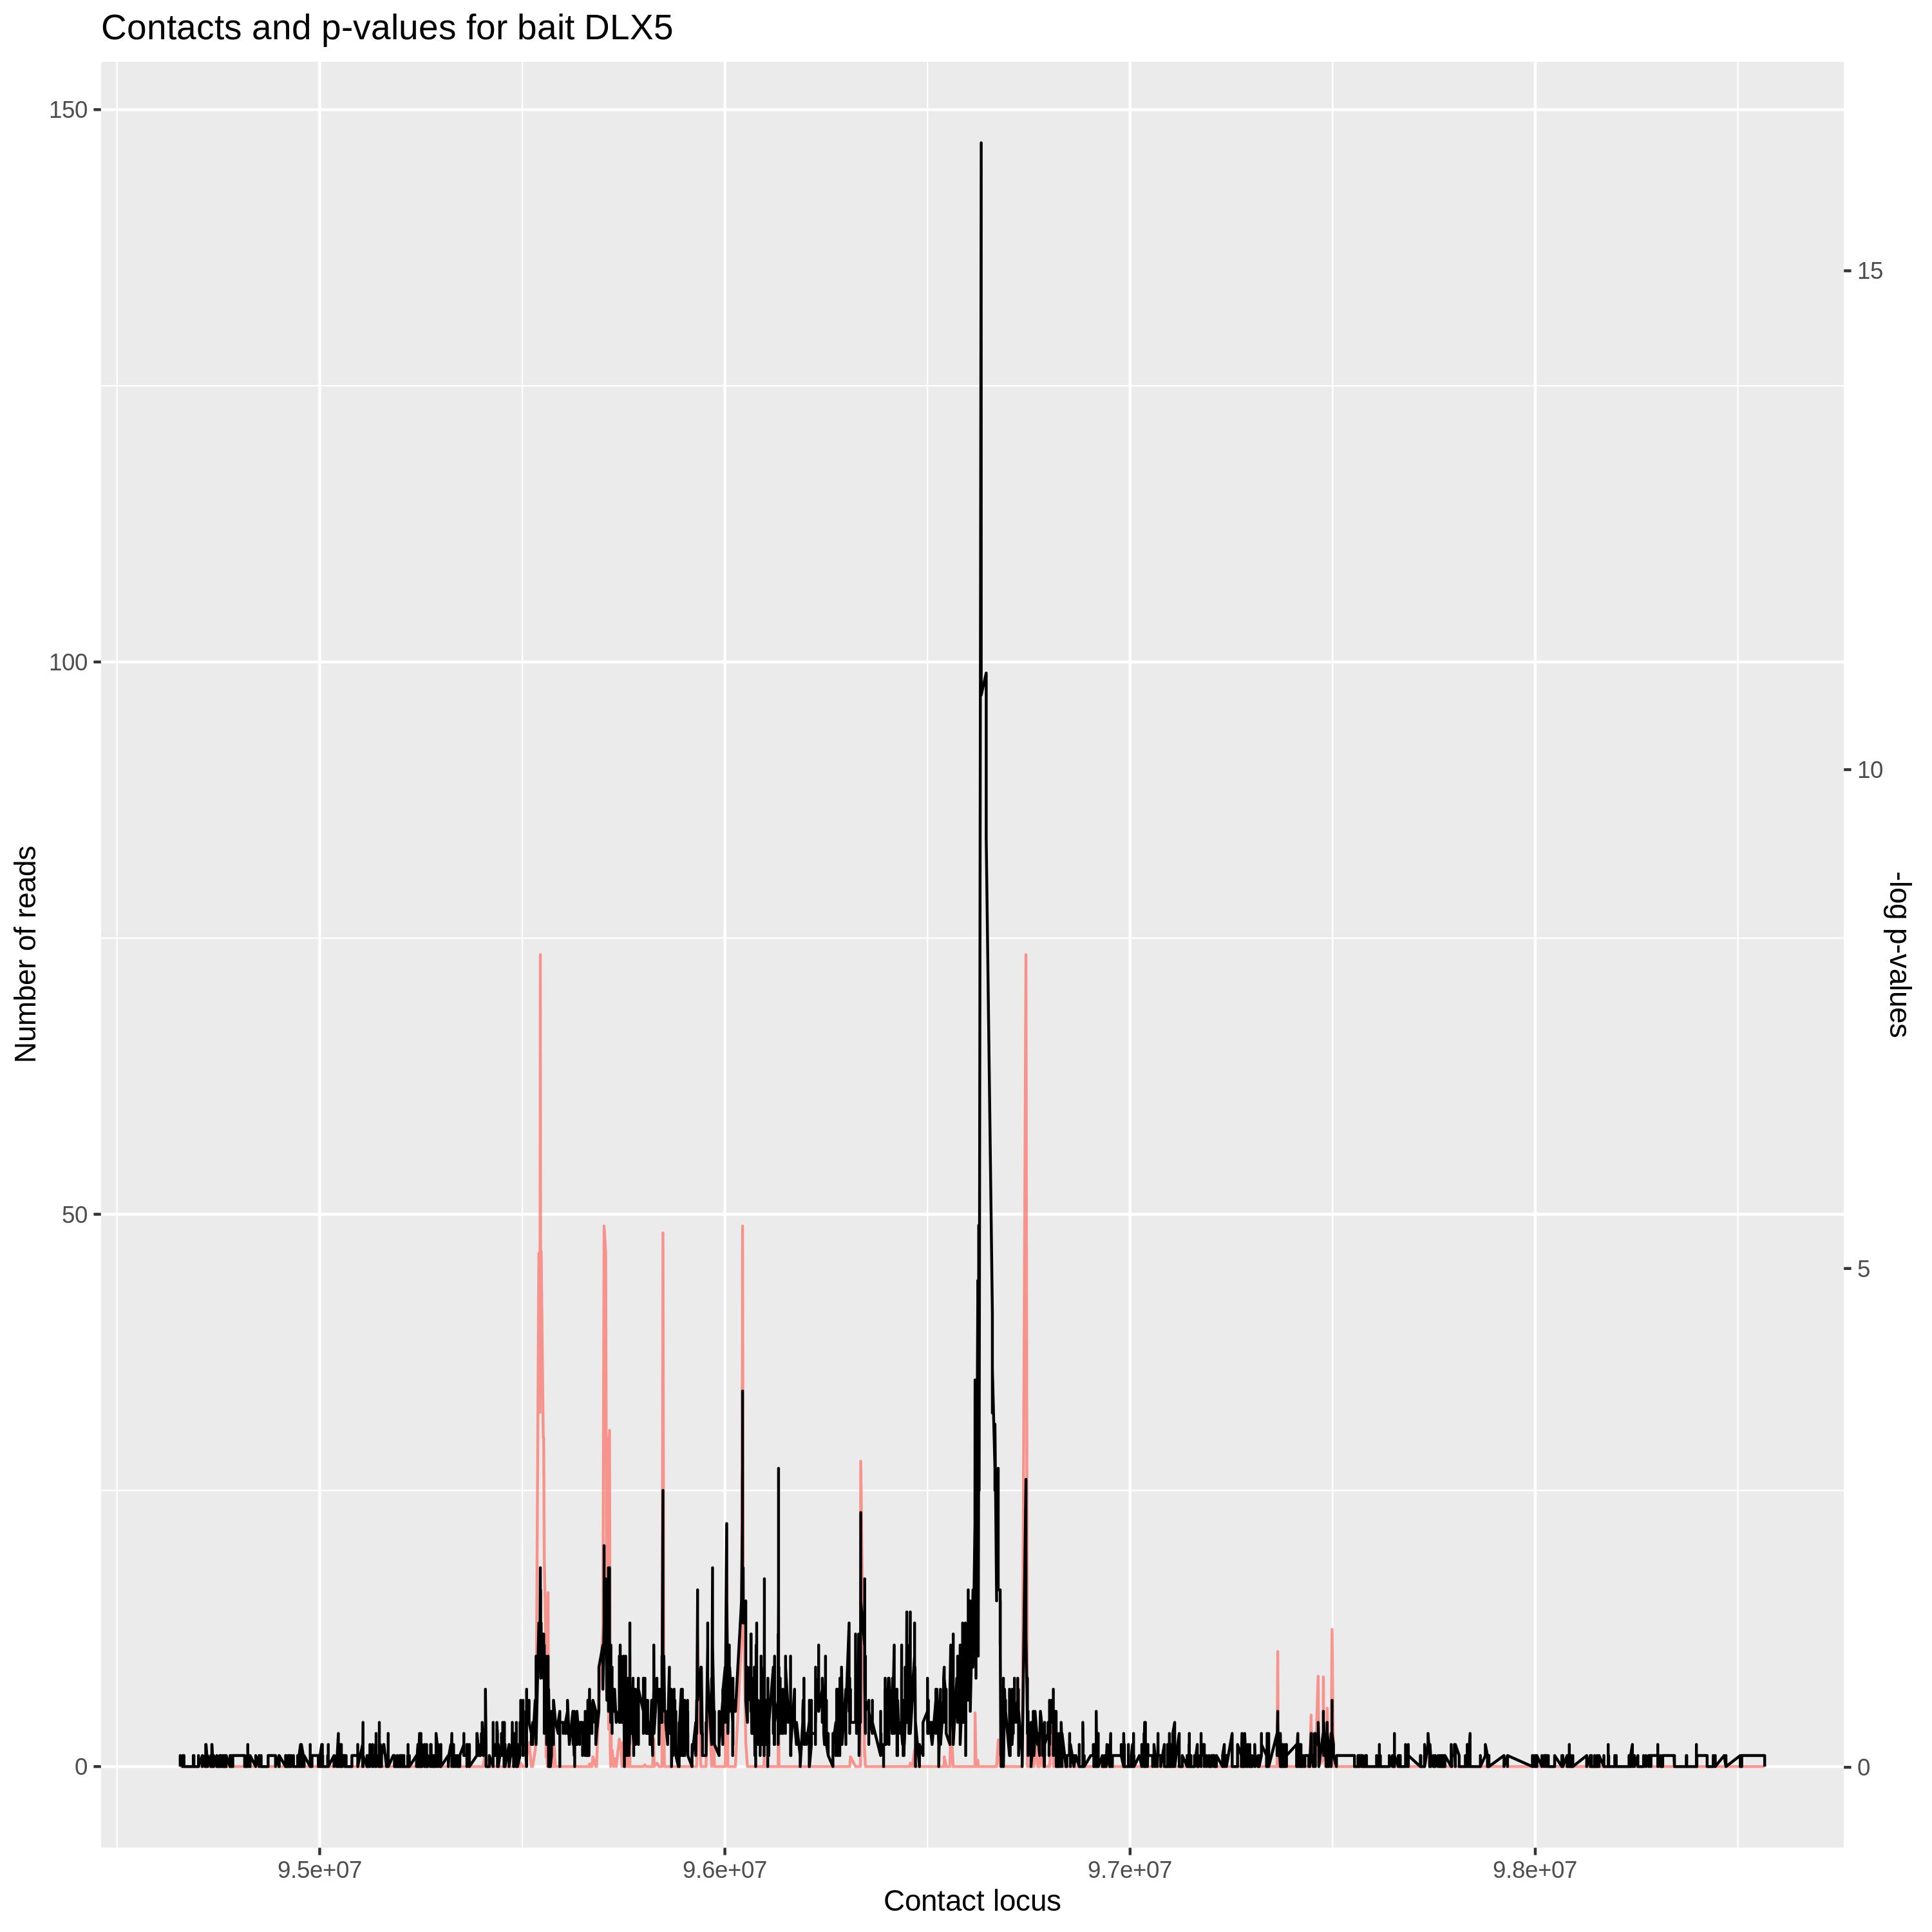 Contacts and p-values for bait DLX5
150
100
50
0
Number of reads
15
10
5
0
-log p-values
9.5e+07
9.6e+07
9.7e+07
9.8e+07
Contact locus